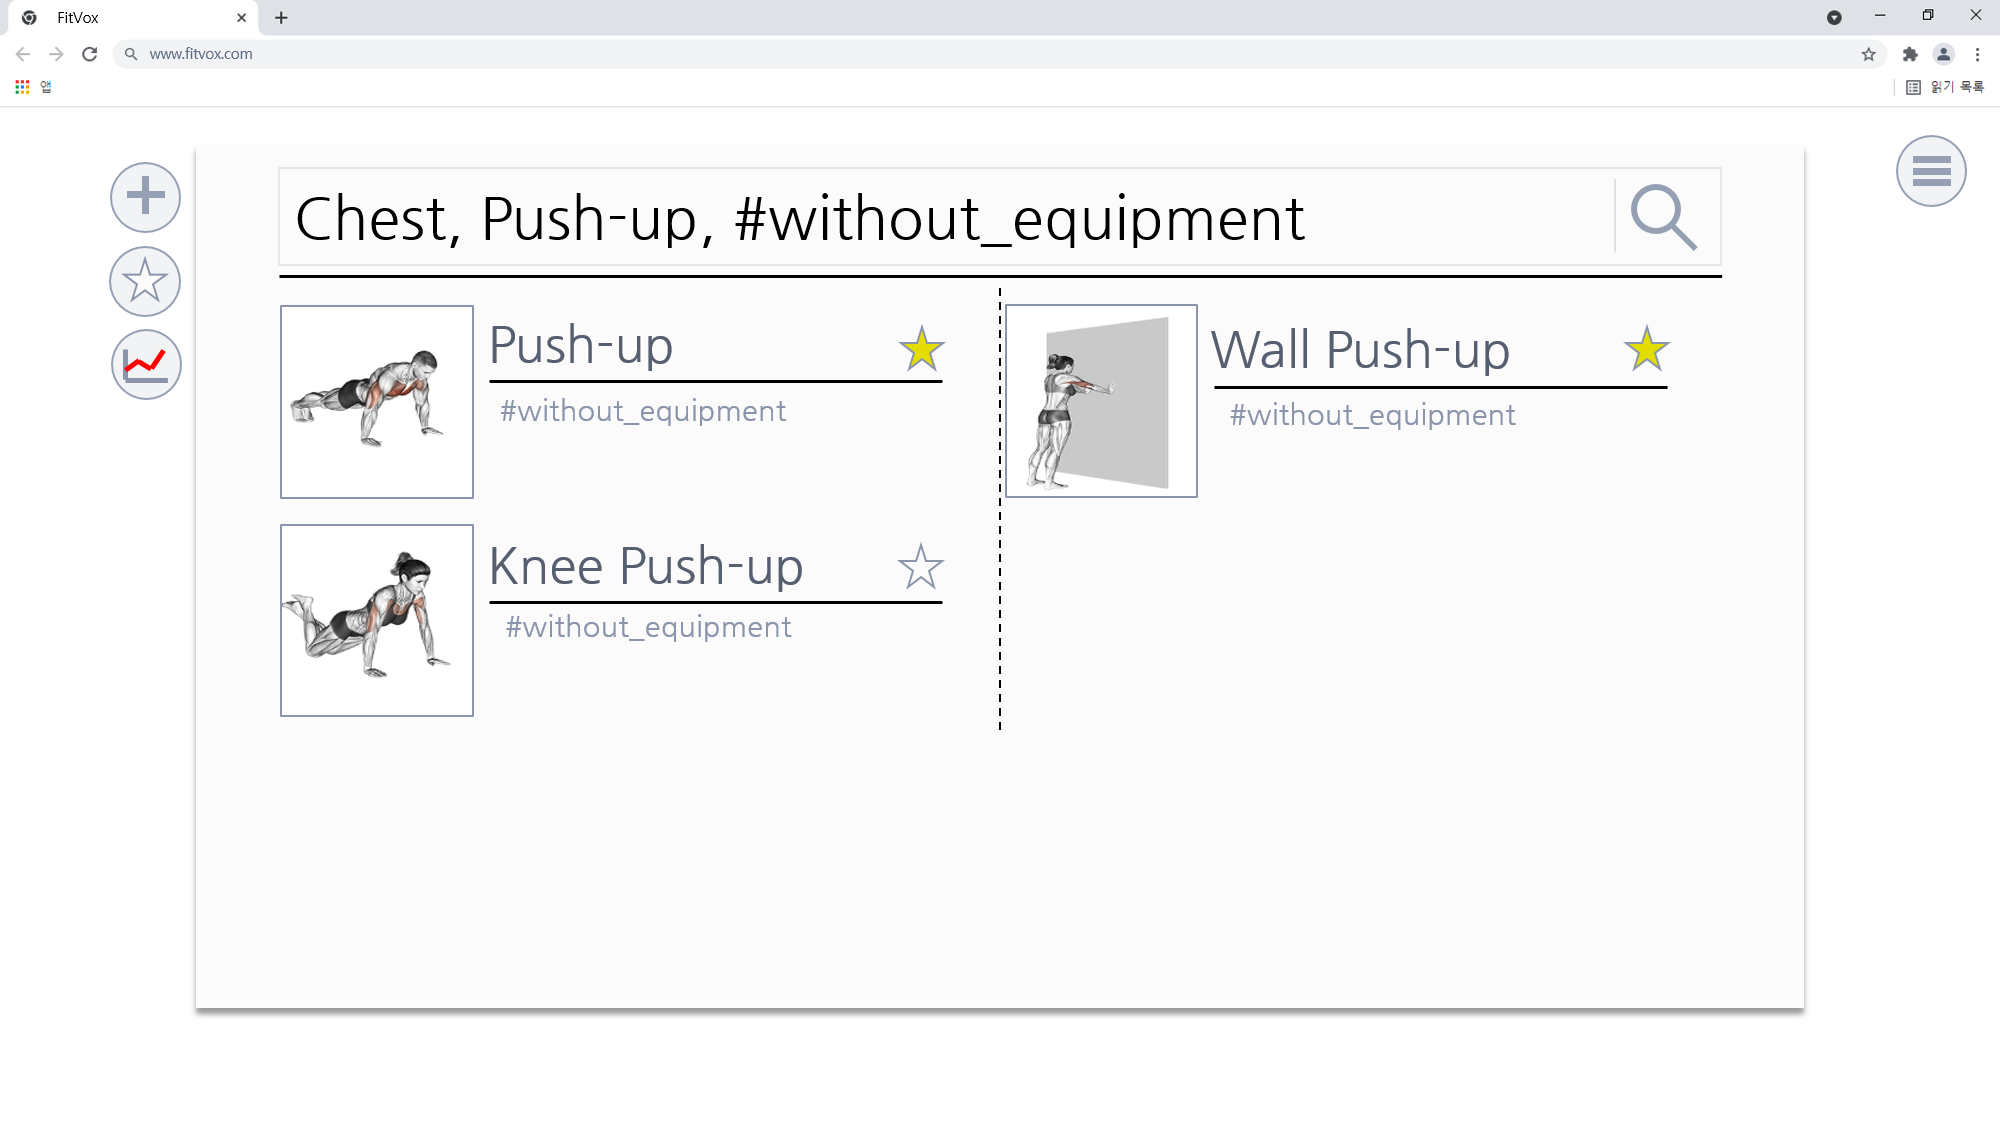 FitVox
www.fitvox.com
앱
읽기 목록
Chest, Push-up, #without_equipment
Push-up
#without_equipment
Wall Push-up
#without_equipment
Knee Push-up
#without_equipment